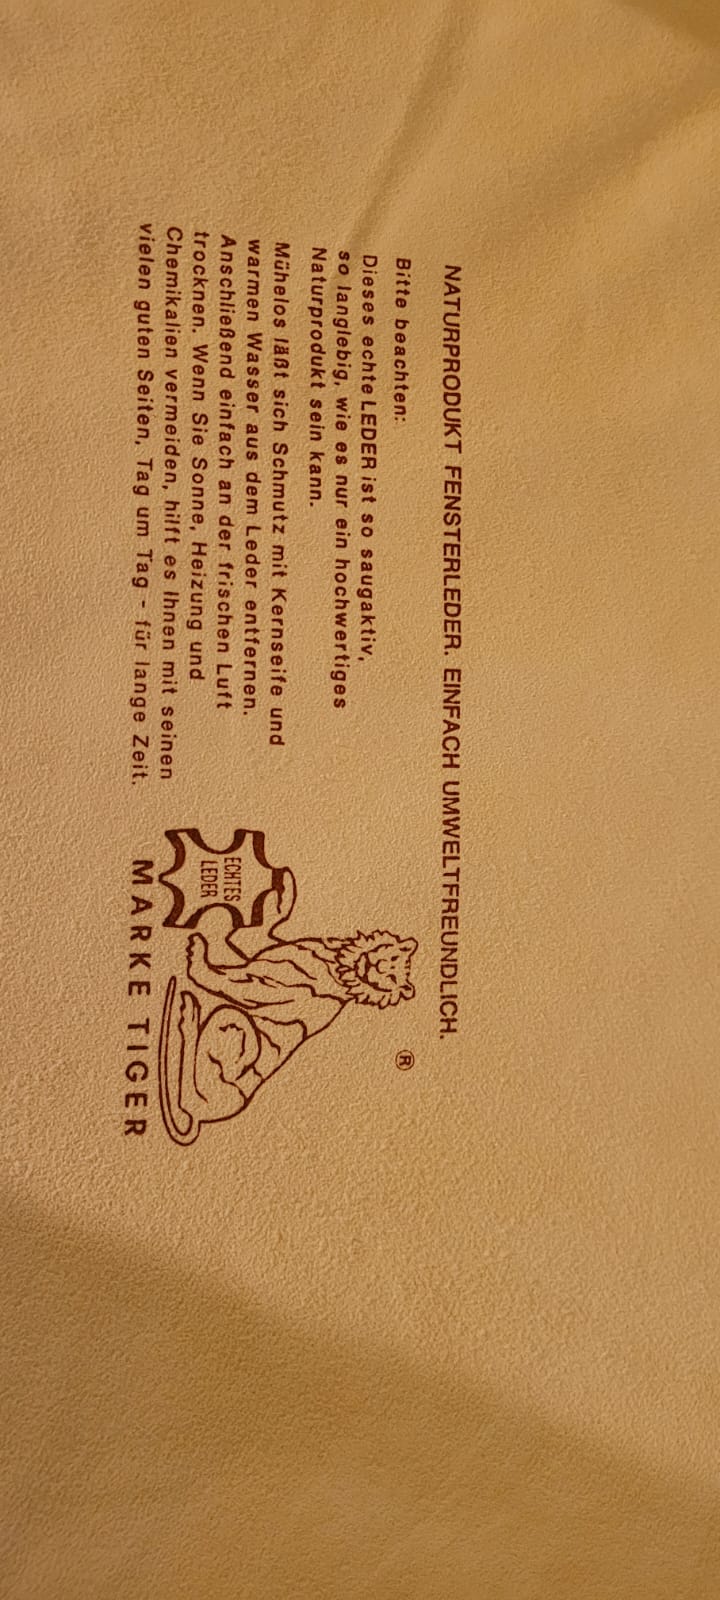 NATURPRODUKT FENSTERLEDER. EINFACH UMWELTFREUNDLICH.
Bitte beachten:
Dieses echte LEDER ist so saugaktiv,
so langlebig, wie es nur ein hochwertiges
Naturprodukt sein kann.
Mühelos läßt sich Schmutz mit Kernseife und
warmen Wasser aus dem Leder entfernen.
Anschließend einfach an der frischen Luft
trocknen. Wenn Sie Sonne, Heizung und
Chemikalien vermeiden, hilft es Ihnen mit seinen
vielen guten Seiten, Tag um Tag - für lange Zeit.
®
ECHTES
LEDER
MARKE TIGER